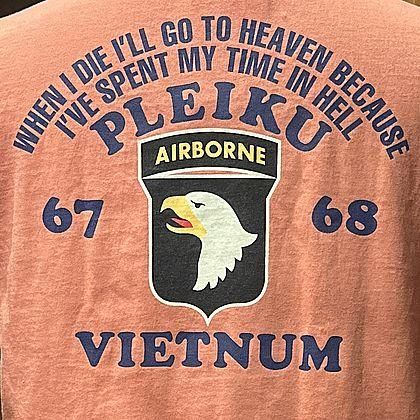 WHEN I DIE I'LL GO TO HEAVEN BECAUSE
I'VE SPENT MY TIME IN HELL
PLEIKU
AIRBORNE
67 68
VIETNUM